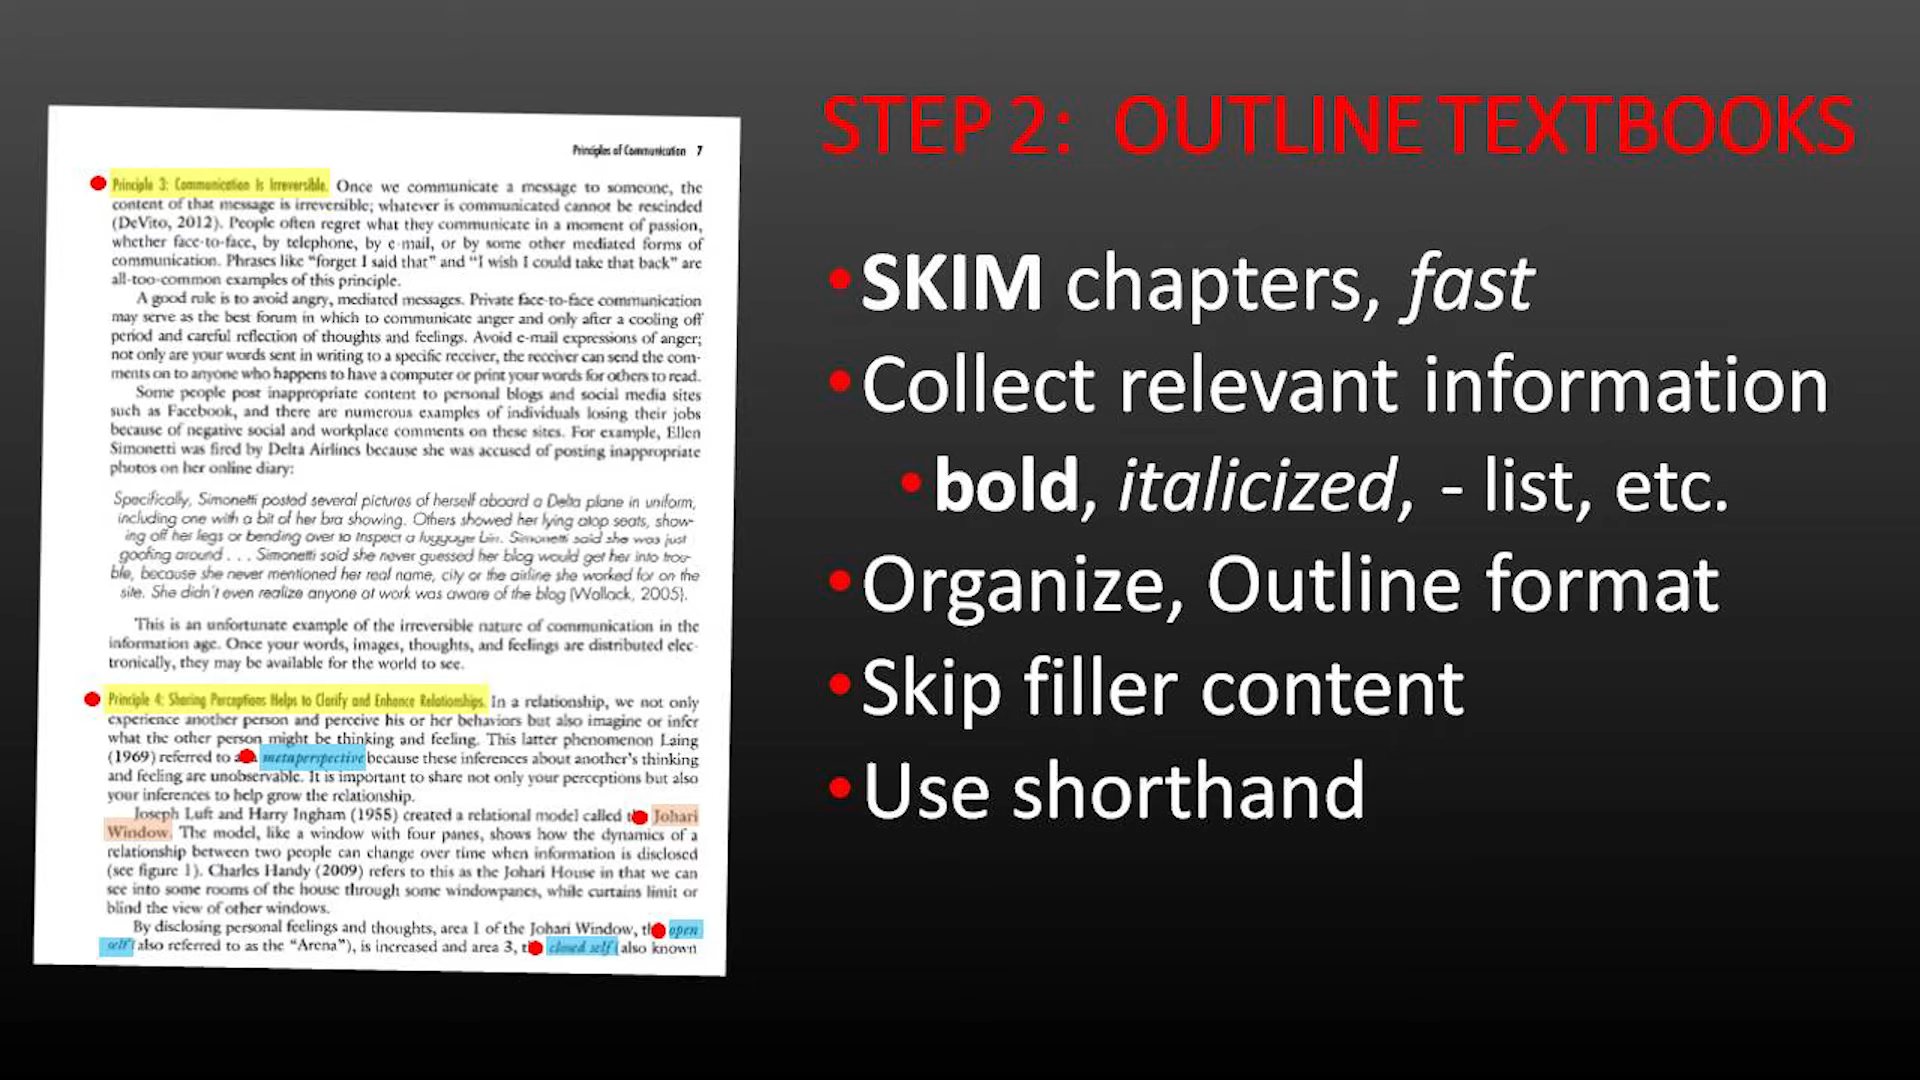 Principles of Communication 7
Principle 3: Communication Is Irreversible. Once we communicate a message to someone, the
content of that message is irreversible; whatever is communicated cannot be rescinded
(DeVito, 2012). People often regret what they communicate in a moment of passion,
whether face-to-face, by telephone, by e-mail, or by some other mediated forms of
communication. Phrases like “forget I said that” and “I wish I could take that back” are
all-too-common examples of this principle.
A good rule is to avoid angry, mediated messages. Private face-to-face communication
may serve as the best forum in which to communicate anger and only after a cooling off
period and careful reflection of thoughts and feelings. Avoid e-mail expressions of anger;
not only are your words sent in writing to a specific receiver, the receiver can send the com-
ments on to anyone who happens to have a computer or print your words for others to read.
Some people post inappropriate content to personal blogs and social media sites
such as Facebook, and there are numerous examples of individuals losing their jobs
because of negative social and workplace comments on these sites. For example, Ellen
Simonetti was fired by Delta Airlines because she was accused of posting inappropriate
photos on her online diary:
Specifically, Simonetti posted several pictures of herself aboard a Delta plane in uniform,
including one with a bit of her bra showing. Others showed her lying atop seats, show-
ing off her legs or bending over to inspect a luggage bin. Simonetti said she was just
goofing around . . . Simonetti said she never guessed her blog would get her into trou-
ble, because she never mentioned her real name, city or the airline she worked for on the
site. She didn't even realize anyone at work was aware of the blog (Wallack, 2005).
This is an unfortunate example of the irreversible nature of communication in the
information age. Once your words, images, thoughts, and feelings are distributed elec-
tronically, they may be available for the world to see.
Principle 4: Sharing Perceptions Helps to Clarify and Enhance Relationships. In a relationship, we not only
experience another person and perceive his or her behaviors but also imagine or infer
what the other person might be thinking and feeling. This latter phenomenon Laing
(1969) referred to metaperspective because these inferences about another's thinking
and feeling are unobservable. It is important to share not only your perceptions but also
your inferences to help grow the relationship.
Joseph Luft and Harry Ingham (1955) created a relational model called Johari
Window. The model, like a window with four panes, shows how the dynamics of a
relationship between two people can change over time when information is disclosed
(see figure 1). Charles Handy (2009) refers to this as the Johari House in that we can
see into some rooms of the house through some windowpanes, while curtains limit or
blind the view of other windows.
By disclosing personal feelings and thoughts, area 1 of the Johari Window, open
self (also referred to as the “Arena”), is increased and area 3, closed self (also known
STEP 2: OUTLINE TEXTBOOKS
•SKIM chapters, fast
•Collect relevant information
•bold, italicized, - list, etc.
•Organize, Outline format
•Skip filler content
•Use shorthand